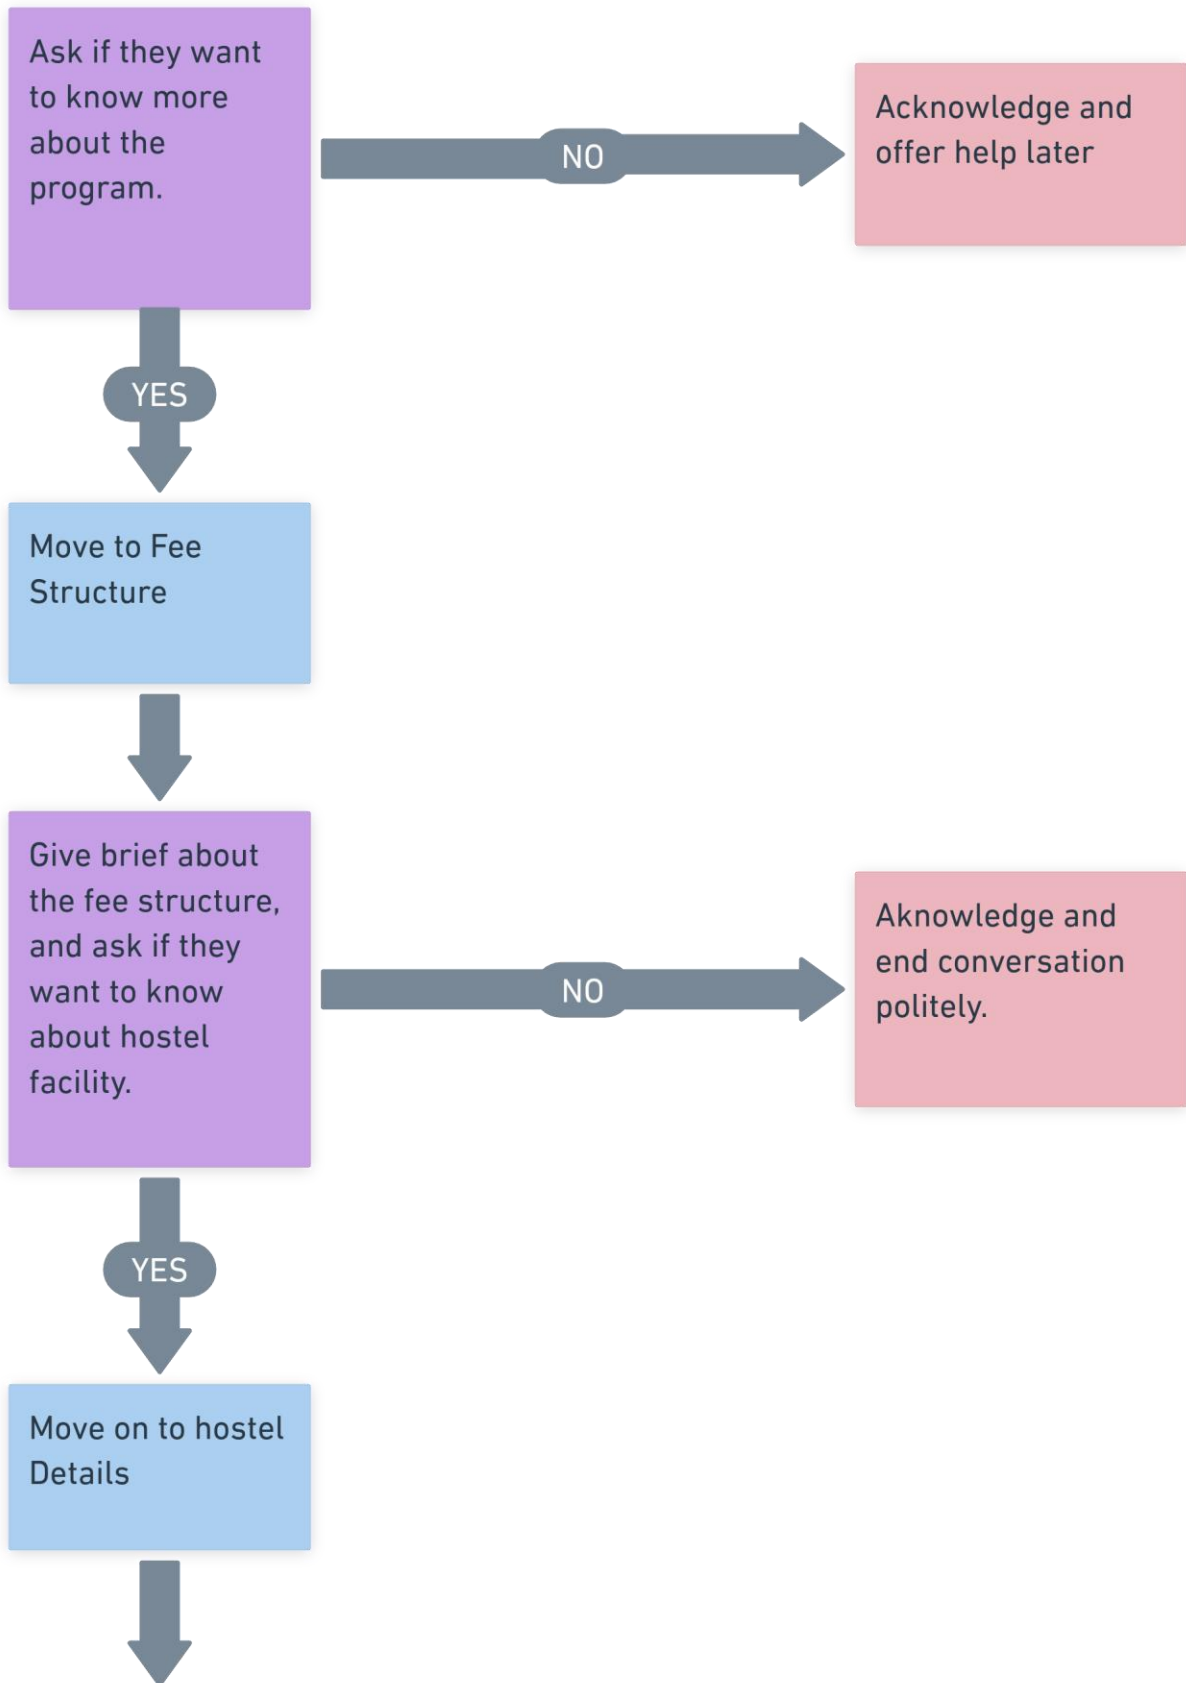 Ask if they want
to know more
about the
program.
NO
Acknowledge and
offer help later
YES
Move to Fee
Structure
Give brief about
the fee structure,
and ask if they
want to know
about hostel
facility.
NO
Aknowledge and
end conversation
politely.
YES
Move on to hostel
Details